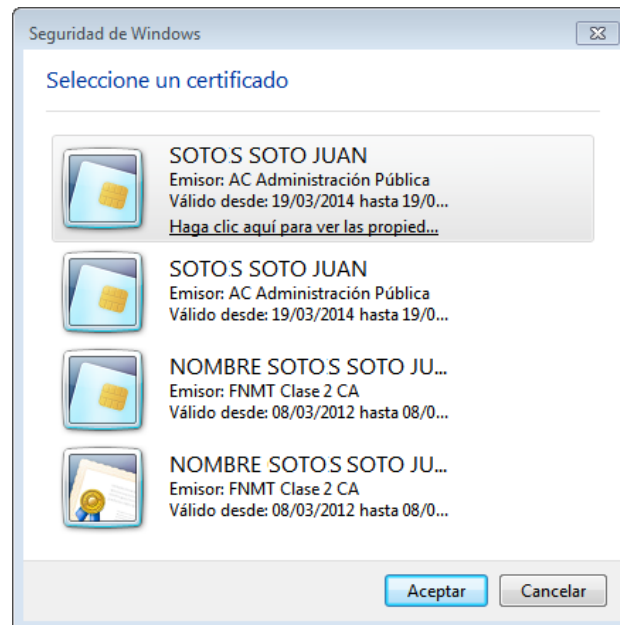 Seguridad de Windows
Seleccione un certificado
SOTOS SOTO JUAN
Emisor: AC Administración Pública
Válido desde: 19/03/2014 hasta 19/0...
Haga clic aquí para ver las propied...
SOTOS SOTO JUAN
Emisor: AC Administración Pública
Válido desde: 19/03/2014 hasta 19/0...
NOMBRE SOTOS SOTO JU...
Emisor: FNMT Clase 2 CA
Válido desde: 08/03/2012 hasta 08/0...
NOMBRE SOTOS SOTO JU...
Emisor: FNMT Clase 2 CA
Válido desde: 08/03/2012 hasta 08/0...
Aceptar Cancelar